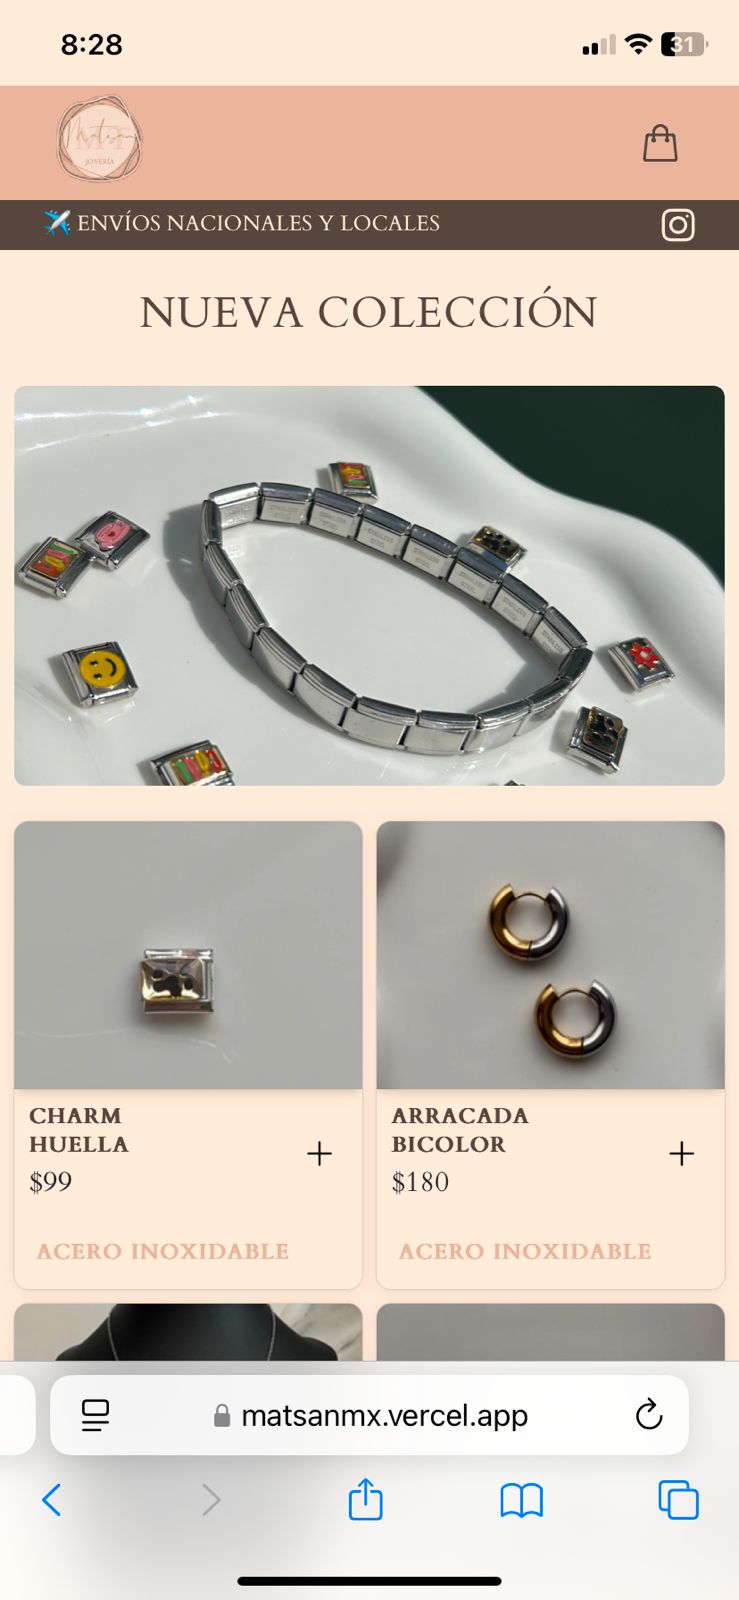 8:28
31
Matsan
JOYERÍA
✈️ ENVÍOS NACIONALES Y LOCALES
NUEVA COLECCIÓN
CHARM
HUELLA
$99
ACERO INOXIDABLE
ARRACADA
BICOLOR
$180
ACERO INOXIDABLE
matsanmx.vercel.app